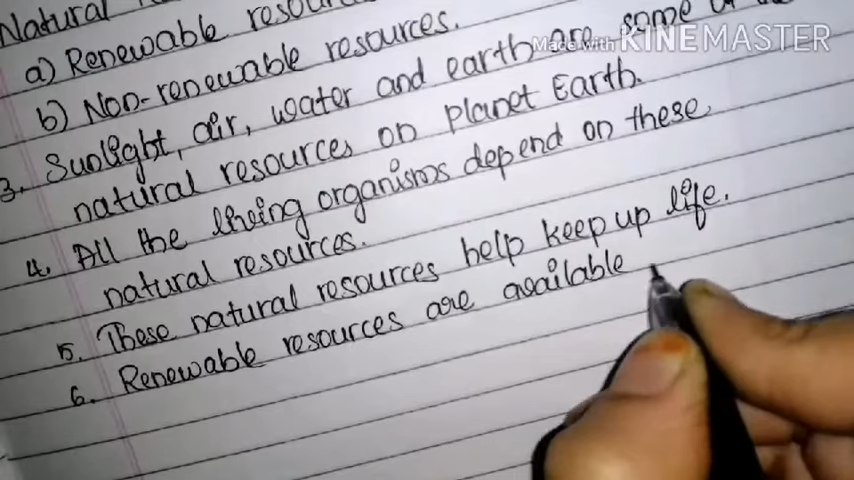 Natural
a) Renewable resour
b) Non-renewable resources.
3. Sunlight, air, water and earth are some of
natural resources on planet Earth.
4. All the living organisms depend on these
natural resources.
5. These natural resources help keep up life.
6. Renewable resources are available
Made with KINEMASTER